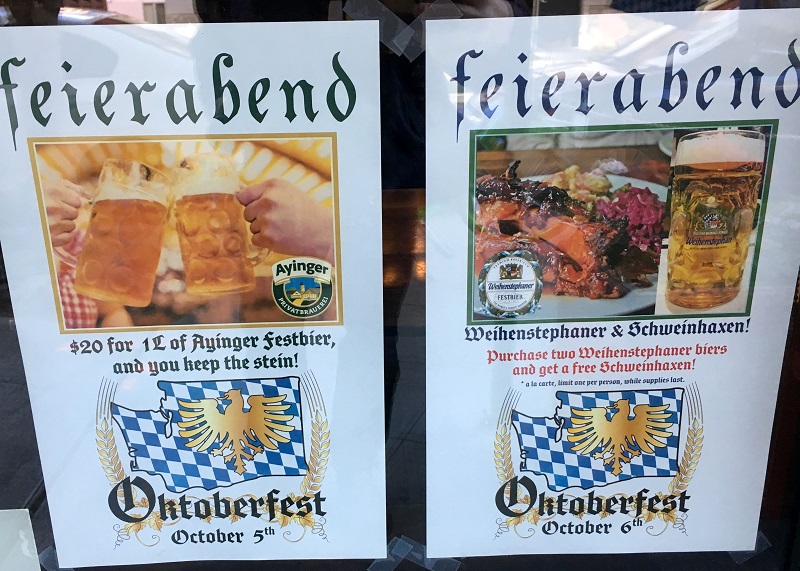 feierabend
Ayinger
PRIVATBRAUEREI
$20 for 1L of Ayinger Festbier,
and you keep the stein!
Oktoberfest
October 5th
feierabend
Weihenstephaner
FESTBIER
Weihenstephaner
Weihenstephaner & Schweinhaxen!
Purchase two Weihenstephaner biers
and get a free Schweinhaxen!
* a la carte, limit one per person, while supplies last.
Oktoberfest
October 6th